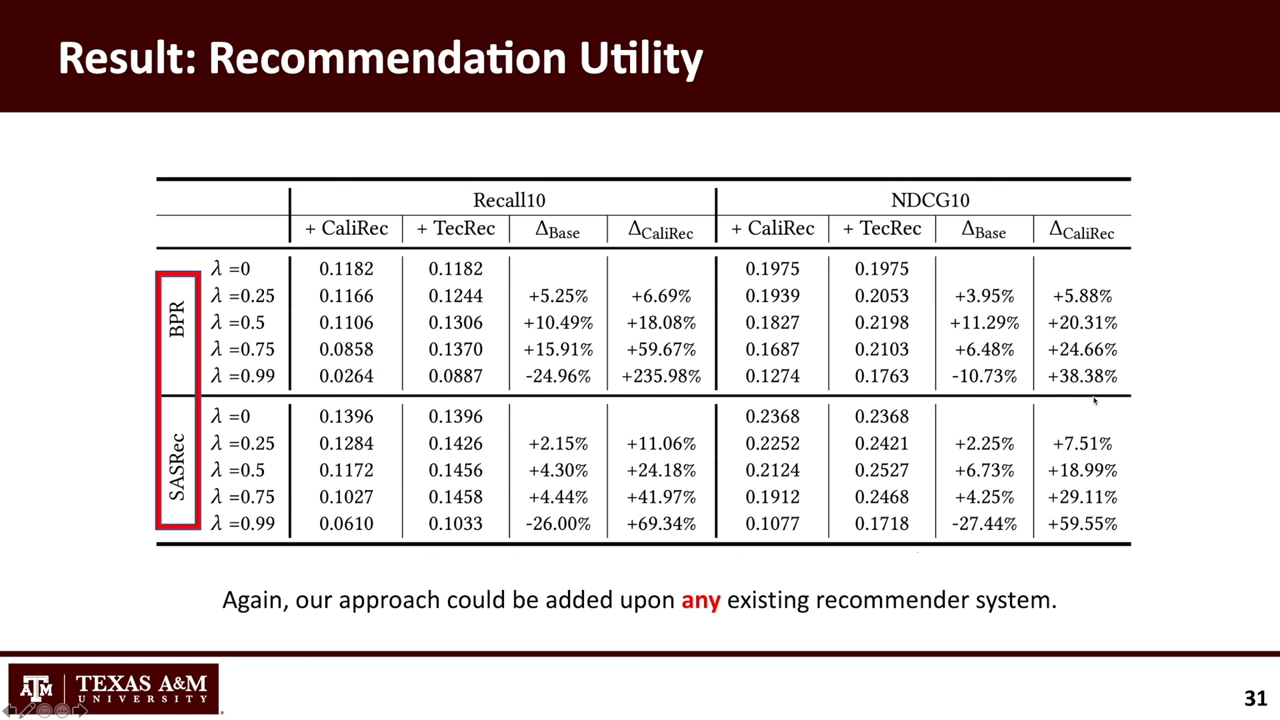 Result: Recommendation Utility
Recall10 NDCG10
+ CaliRec + TecRec ΔBase ΔCaliRec + CaliRec + TecRec ΔBase ΔCaliRec
BPR
λ =0 0.1182 0.1182 0.1975 0.1975
λ =0.25 0.1166 0.1244 +5.25% +6.69% 0.1939 0.2053 +3.95% +5.88%
λ =0.5 0.1106 0.1306 +10.49% +18.08% 0.1827 0.2198 +11.29% +20.31%
λ =0.75 0.0858 0.1370 +15.91% +59.67% 0.1687 0.2103 +6.48% +24.66%
λ =0.99 0.0264 0.0887 -24.96% +235.98% 0.1274 0.1763 -10.73% +38.38%
SASRec
λ =0 0.1396 0.1396 0.2368 0.2368
λ =0.25 0.1284 0.1426 +2.15% +11.06% 0.2252 0.2421 +2.25% +7.51%
λ =0.5 0.1172 0.1456 +4.30% +24.18% 0.2124 0.2527 +6.73% +18.99%
λ =0.75 0.1027 0.1458 +4.44% +41.97% 0.1912 0.2468 +4.25% +29.11%
λ =0.99 0.0610 0.1033 -26.00% +69.34% 0.1077 0.1718 -27.44% +59.55%
Again, our approach could be added upon any existing recommender system.
ATM TEXAS A&M
UNIVERSITY
31